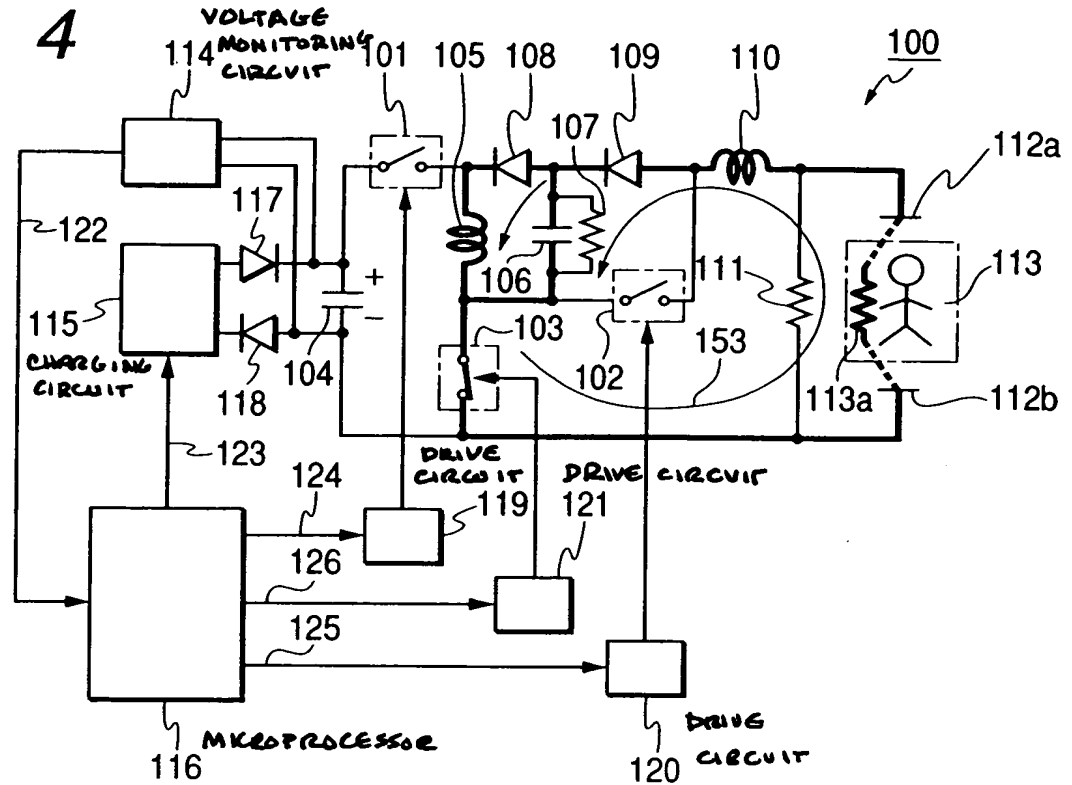 4
VOLTAGE
MONITORING
CIRCUIT
114
101
105
108
109
110
100
107
112a
122
117
106
111
113
115
CHARGING
CIRCUIT
+
−
104
118
103
102
153
113a
112b
123
DRIVE
CIRCUIT
DRIVE CIRCUIT
124
119
121
126
125
116
MICROPROCESSOR
120
DRIVE
CIRCUIT